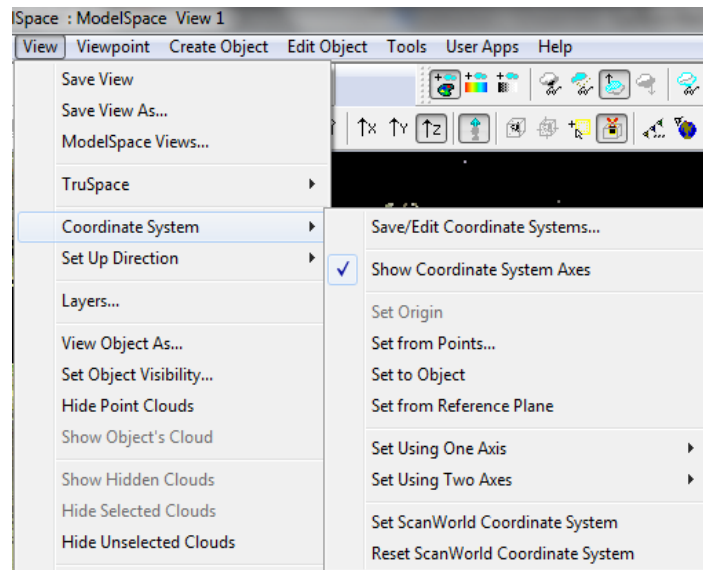 lSpace : ModelSpace View 1
View Viewpoint Create Object Edit Object Tools User Apps Help
Save View
Save View As...
ModelSpace Views...
X Y Z
TruSpace
Coordinate System
Set Up Direction
Layers...
View Object As...
Set Object Visibility...
Hide Point Clouds
Show Object's Cloud
Show Hidden Clouds
Hide Selected Clouds
Hide Unselected Clouds
Save/Edit Coordinate Systems...
Show Coordinate System Axes
Set Origin
Set from Points...
Set to Object
Set from Reference Plane
Set Using One Axis
Set Using Two Axes
Set ScanWorld Coordinate System
Reset ScanWorld Coordinate System